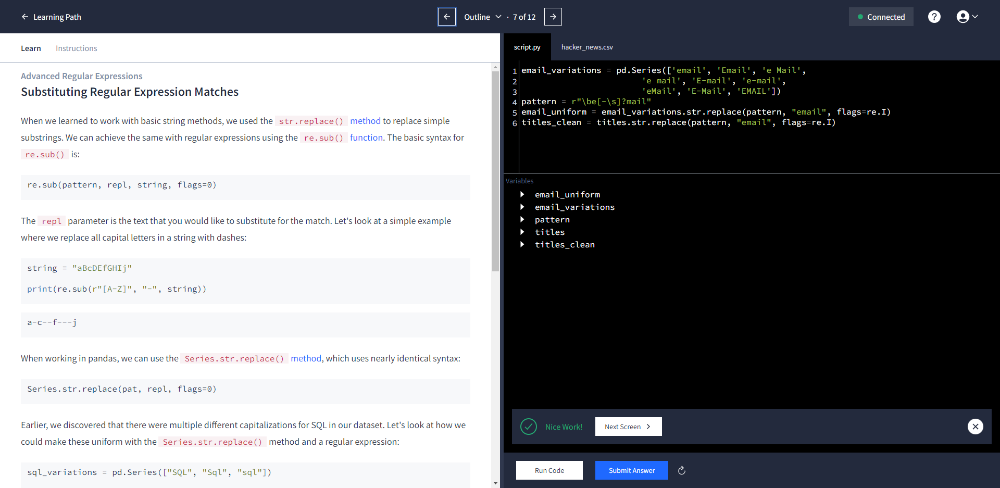 Learning Path
Outline · 7 of 12
Connected
?
Learn Instructions
Advanced Regular Expressions
Substituting Regular Expression Matches
When we learned to work with basic string methods, we used the str.replace() method to replace simple
substrings. We can achieve the same with regular expressions using the re.sub() function. The basic syntax for
re.sub() is:
re.sub(pattern, repl, string, flags=0)
The repl parameter is the text that you would like to substitute for the match. Let's look at a simple example
where we replace all capital letters in a string with dashes:
string = "aBcDEfGHIj"
print(re.sub(r"[A-Z]", "-", string))
a-c--f---j
When working in pandas, we can use the Series.str.replace() method, which uses nearly identical syntax:
Series.str.replace(pat, repl, flags=0)
Earlier, we discovered that there were multiple different capitalizations for SQL in our dataset. Let's look at how we
could make these uniform with the Series.str.replace() method and a regular expression:
sql_variations = pd.Series(["SQL", "Sql", "sql"])
script.py hacker_news.csv
1 email_variations = pd.Series(['email', 'Email', 'e Mail',
2 'e mail', 'E-mail', 'e-mail',
3 'eMail', 'E-Mail', 'EMAIL'])
4 pattern = r"\be[-\s]?mail"
5 email_uniform = email_variations.str.replace(pattern, "email", flags=re.I)
6 titles_clean = titles.str.replace(pattern, "email", flags=re.I)
Variables
email_uniform
email_variations
pattern
titles
titles_clean
Nice Work!
Next Screen
Run Code
Submit Answer